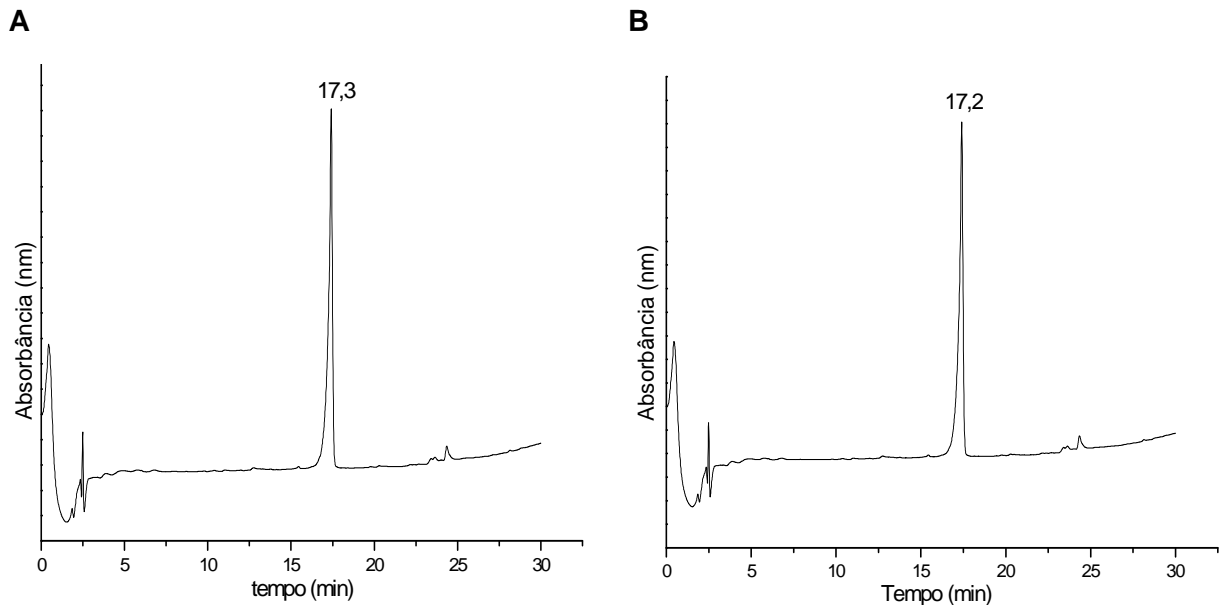 A
17,3
Absorbância (nm)
0 5 10 15 20 25 30
tempo (min)
B
17,2
Absorbância (nm)
0 5 10 15 20 25 30
Tempo (min)